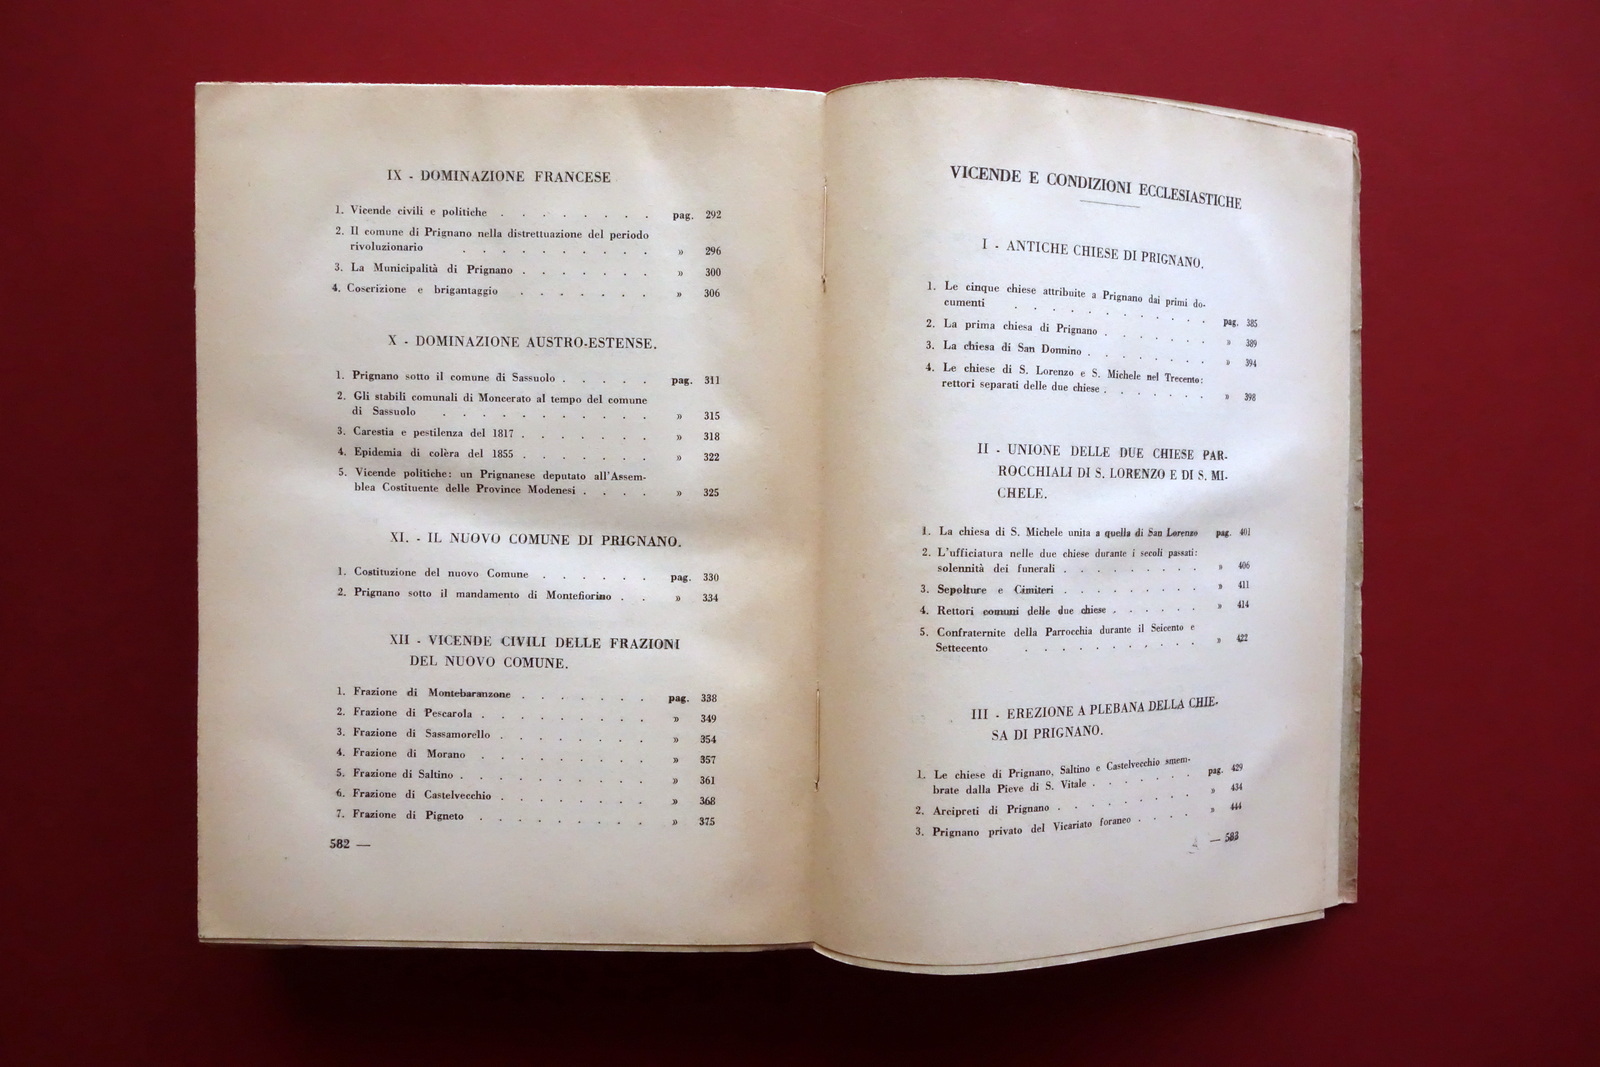 IX - DOMINAZIONE FRANCESE
1. Vicende civili e politiche . . . . . . . . pag. 292
2. Il comune di Prignano nella distrettuazione del periodo
rivoluzionario . . . . . . . . . . » 296
3. La Municipalità di Prignano . . . . . . . » 300
4. Coscrizione e brigantaggio . . . . . . . » 306
X - DOMINAZIONE AUSTRO-ESTENSE.
1. Prignano sotto il comune di Sassuolo . . . . . pag. 311
2. Gli stabili comunali di Moncerato al tempo del comune
di Sassuolo . . . . . . . . . . . » 315
3. Carestia e pestilenza del 1817 . . . . . . . » 318
4. Epidemia di colèra del 1855 . . . . . . . » 322
5. Vicende politiche: un Prignanese deputato all'Assem-
blea Costituente delle Province Modenesi . . . . » 325
XI. - IL NUOVO COMUNE DI PRIGNANO.
1. Costituzione del nuovo Comune . . . . . . pag. 330
2. Prignano sotto il mandamento di Montefiorino . . » 334
XII - VICENDE CIVILI DELLE FRAZIONI
DEL NUOVO COMUNE.
1. Frazione di Montebaranzone . . . . . . . pag. 338
2. Frazione di Pescarola . . . . . . . . . » 349
3. Frazione di Sassamorello . . . . . . . . » 354
4. Frazione di Morano . . . . . . . . . » 357
5. Frazione di Saltino . . . . . . . . . . » 361
6. Frazione di Castelvecchio . . . . . . . . » 368
7. Frazione di Pigneto . . . . . . . . . » 375
582 —
VICENDE E CONDIZIONI ECCLESIASTICHE
I - ANTICHE CHIESE DI PRIGNANO.
1. Le cinque chiese attribuite a Prignano dai primi do-
cumenti . . . . . . . . . . . pag. 385
2. La prima chiesa di Prignano . . . . . . . » 389
3. La chiesa di San Donnino . . . . . . . . » 394
4. Le chiese di S. Lorenzo e S. Michele nel Trecento:
rettori separati delle due chiese . . . . . . . » 398
II - UNIONE DELLE DUE CHIESE PAR-
ROCCHIALI DI S. LORENZO E DI S. MI-
CHELE.
1. La chiesa di S. Michele unita a quella di San Lorenzo pag. 401
2. L'ufficiatura nelle due chiese durante i secoli passati:
solennità dei funerali . . . . . . . . . » 406
3. Sepolture e Cimiteri . . . . . . . . . » 411
4. Rettori comuni delle due chiese . . . . . . » 414
5. Confraternite della Parrocchia durante il Seicento e
Settecento . . . . . . . . . . . » 422
III - EREZIONE A PLEBANA DELLA CHIE-
SA DI PRIGNANO.
1. Le chiese di Prignano, Saltino e Castelvecchio smem-
brate dalla Pieve di S. Vitale . . . . . . pag. 429
2. Arcipreti di Prignano . . . . . . . . » 434
3. Prignano privato del Vicariato foraneo . . . . » 444
— 583